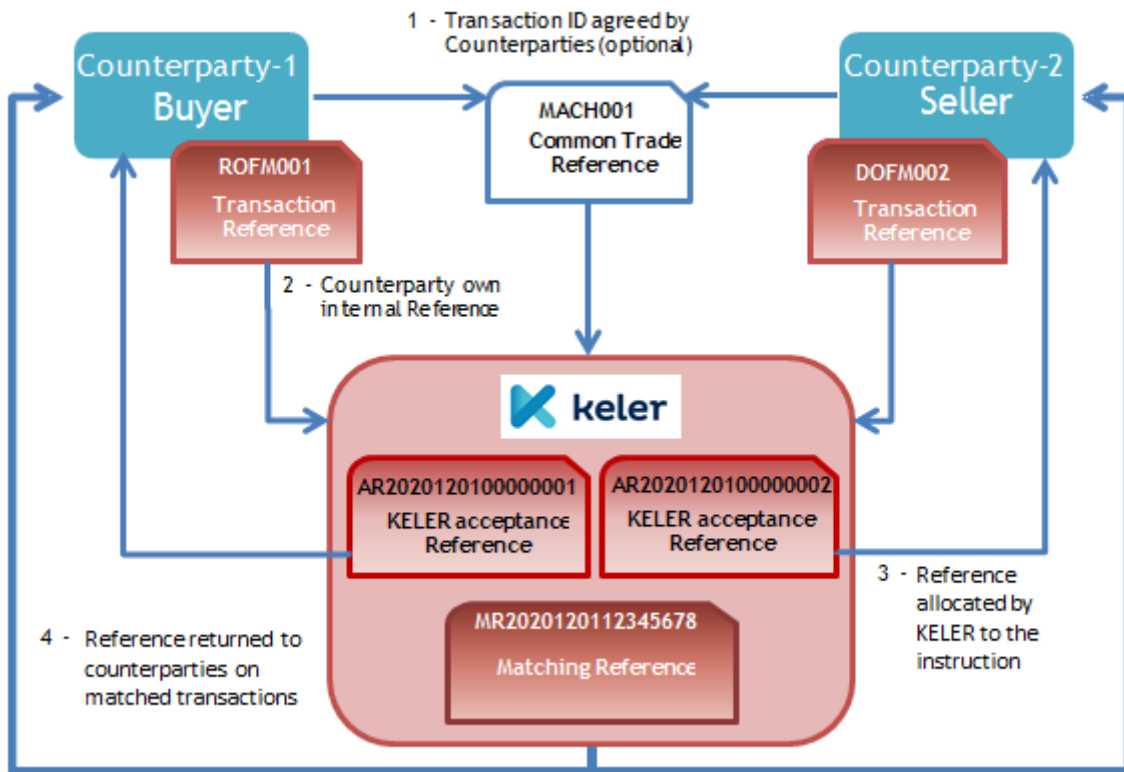 1 - Transaction ID agreed by
Counterparties (optional)
Counterparty-1
Buyer
Counterparty-2
Seller
MACH001
Common Trade
Reference
ROFM001
Transaction
Reference
DOFM002
Transaction
Reference
2 - Counterparty own
internal Reference
keler
AR2020120100000001
KELER acceptance
Reference
AR2020120100000002
KELER acceptance
Reference
3 - Reference
allocated by
KELER to the
instruction
MR2020120112345678
Matching Reference
4 - Reference returned to
counterparties on
matched transactions